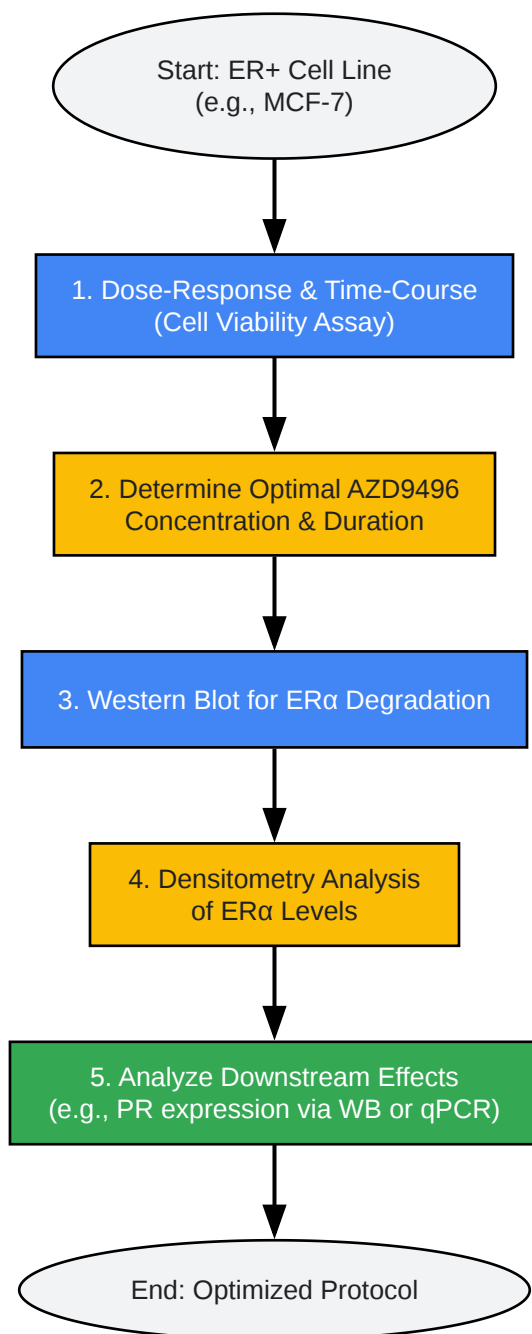 Start: ER+ Cell Line
(e.g., MCF-7)
1. Dose-Response & Time-Course
(Cell Viability Assay)
2. Determine Optimal AZD9496
Concentration & Duration
3. Western Blot for ERα Degradation
4. Densitometry Analysis
of ERα Levels
5. Analyze Downstream Effects
(e.g., PR expression via WB or qPCR)
End: Optimized Protocol